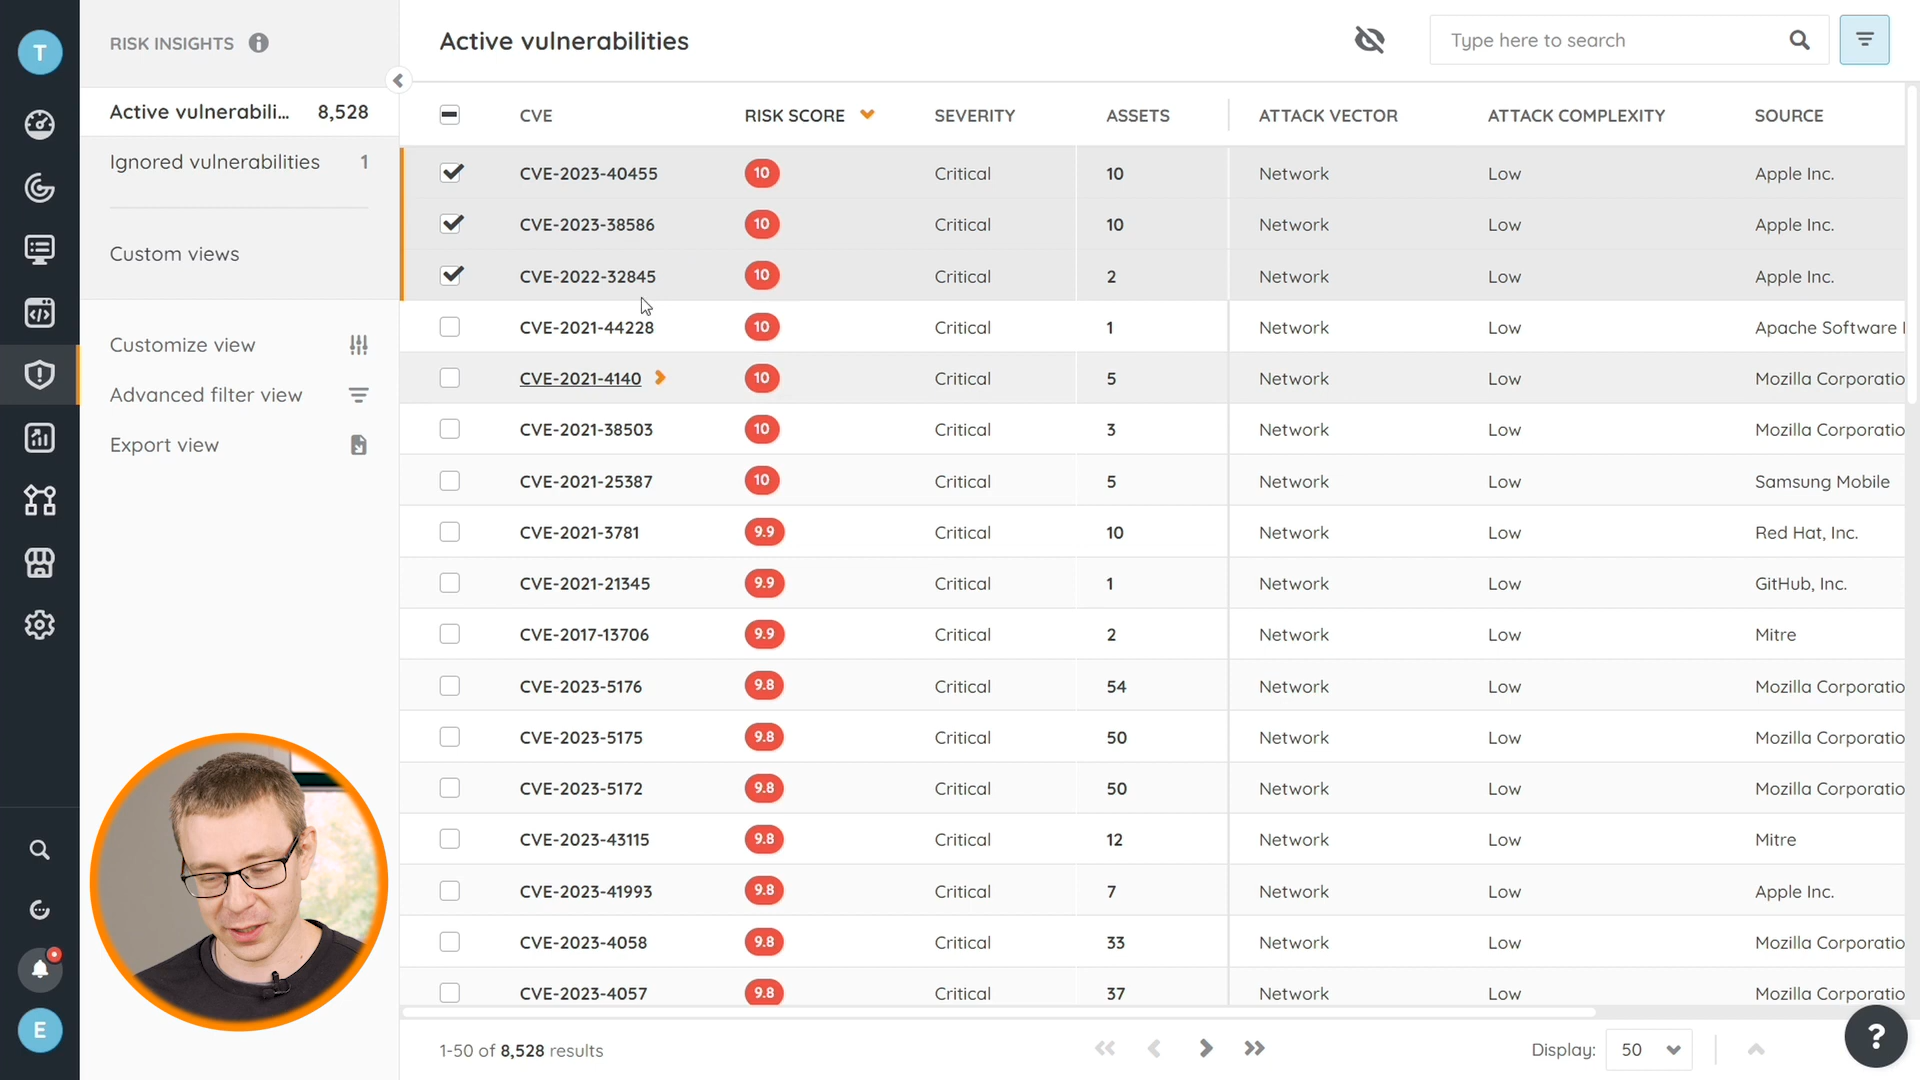 T
RISK INSIGHTS
Active vulnerabilities
Type here to search
Active vulnerabili... 8,528
Ignored vulnerabilities 1
Custom views
Customize view
Advanced filter view
Export view
CVE RISK SCORE SEVERITY ASSETS ATTACK VECTOR ATTACK COMPLEXITY SOURCE
CVE-2023-40455 10 Critical 10 Network Low Apple Inc.
CVE-2023-38586 10 Critical 10 Network Low Apple Inc.
CVE-2022-32845 10 Critical 2 Network Low Apple Inc.
CVE-2021-44228 10 Critical 1 Network Low Apache Software
CVE-2021-4140 10 Critical 5 Network Low Mozilla Corporatio
CVE-2021-38503 10 Critical 3 Network Low Mozilla Corporatio
CVE-2021-25387 10 Critical 5 Network Low Samsung Mobile
CVE-2021-3781 9.9 Critical 10 Network Low Red Hat, Inc.
CVE-2021-21345 9.9 Critical 1 Network Low GitHub, Inc.
CVE-2017-13706 9.9 Critical 2 Network Low Mitre
CVE-2023-5176 9.8 Critical 54 Network Low Mozilla Corporatio
CVE-2023-5175 9.8 Critical 50 Network Low Mozilla Corporatio
CVE-2023-5172 9.8 Critical 50 Network Low Mozilla Corporatio
CVE-2023-43115 9.8 Critical 12 Network Low Mitre
CVE-2023-41993 9.8 Critical 7 Network Low Apple Inc.
CVE-2023-4058 9.8 Critical 33 Network Low Mozilla Corporatio
CVE-2023-4057 9.8 Critical 37 Network Low Mozilla Corporatio
E
1-50 of 8,528 results
Display: 50
?